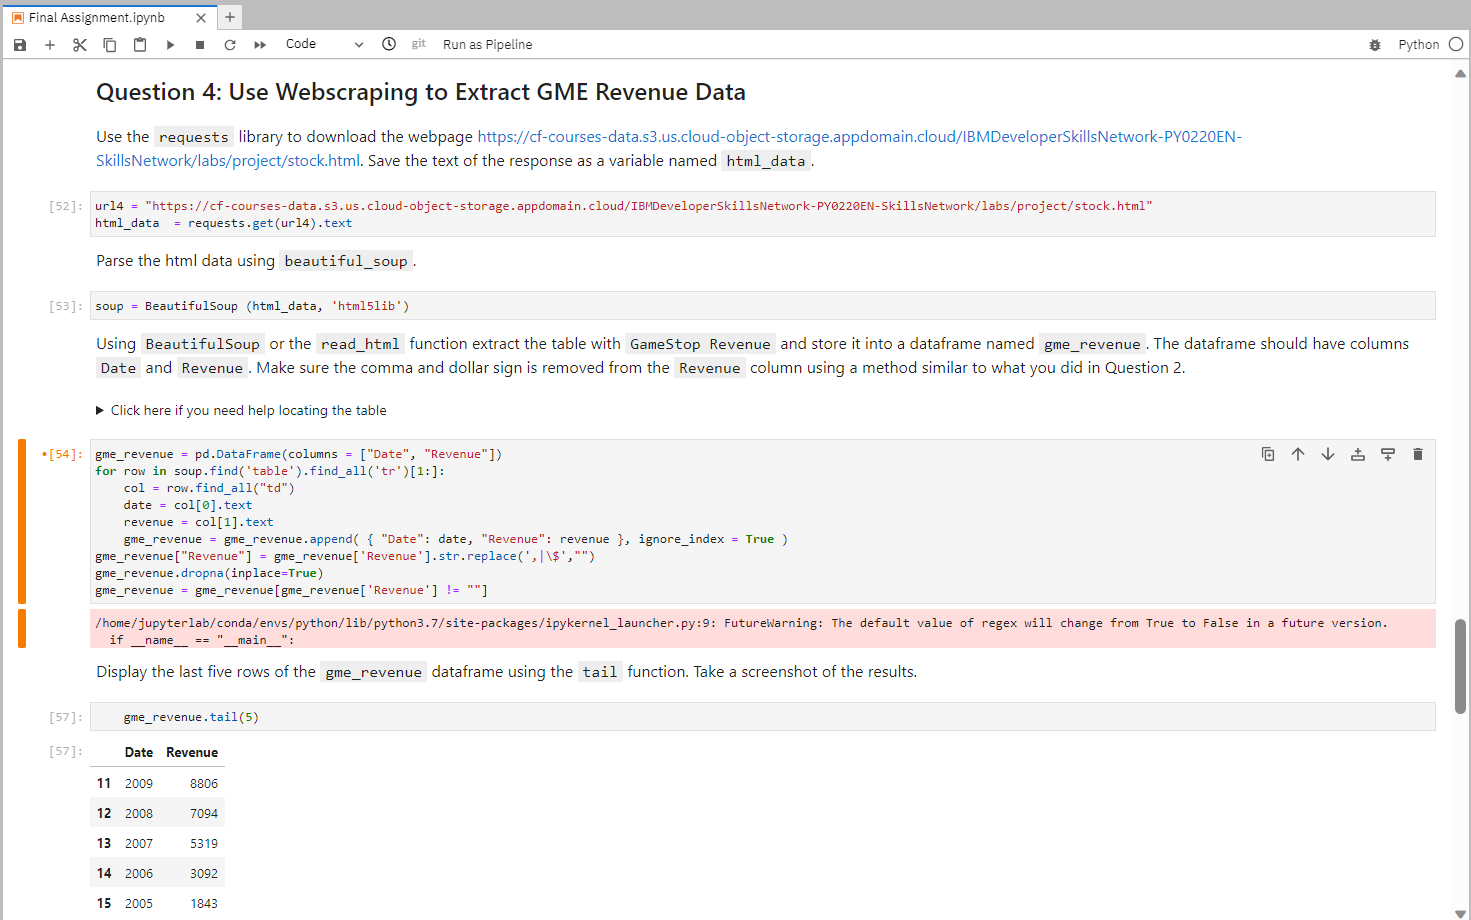 Final Assignment.ipynb
Code
git
Run as Pipeline
Python
Question 4: Use Webscraping to Extract GME Revenue Data
Use the requests library to download the webpage https://cf-courses-data.s3.us.cloud-object-storage.appdomain.cloud/IBMDeveloperSkillsNetwork-PY0220EN-
SkillsNetwork/labs/project/stock.html. Save the text of the response as a variable named html_data.
[52]: url4 = "https://cf-courses-data.s3.us.cloud-object-storage.appdomain.cloud/IBMDeveloperSkillsNetwork-PY0220EN-SkillsNetwork/labs/project/stock.html"
html_data  = requests.get(url4).text
Parse the html data using beautiful_soup.
[53]: soup = BeautifulSoup (html_data, 'html5lib')
Using BeautifulSoup or the read_html function extract the table with GameStop Revenue and store it into a dataframe named gme_revenue. The dataframe should have columns
Date and Revenue. Make sure the comma and dollar sign is removed from the Revenue column using a method similar to what you did in Question 2.
Click here if you need help locating the table
•[54]: gme_revenue = pd.DataFrame(columns = ["Date", "Revenue"])
for row in soup.find('table').find_all('tr')[1:]:
    col = row.find_all("td")
    date = col[0].text
    revenue = col[1].text
    gme_revenue = gme_revenue.append( { "Date": date, "Revenue": revenue }, ignore_index = True )
gme_revenue["Revenue"] = gme_revenue['Revenue'].str.replace(',|\$',"")
gme_revenue.dropna(inplace=True)
gme_revenue = gme_revenue[gme_revenue['Revenue'] != ""]
/home/jupyterlab/conda/envs/python/lib/python3.7/site-packages/ipykernel_launcher.py:9: FutureWarning: The default value of regex will change from True to False in a future version.
  if __name__ == "__main__":
Display the last five rows of the gme_revenue dataframe using the tail function. Take a screenshot of the results.
[57]: gme_revenue.tail(5)
[57]: Date Revenue
11 2009 8806
12 2008 7094
13 2007 5319
14 2006 3092
15 2005 1843